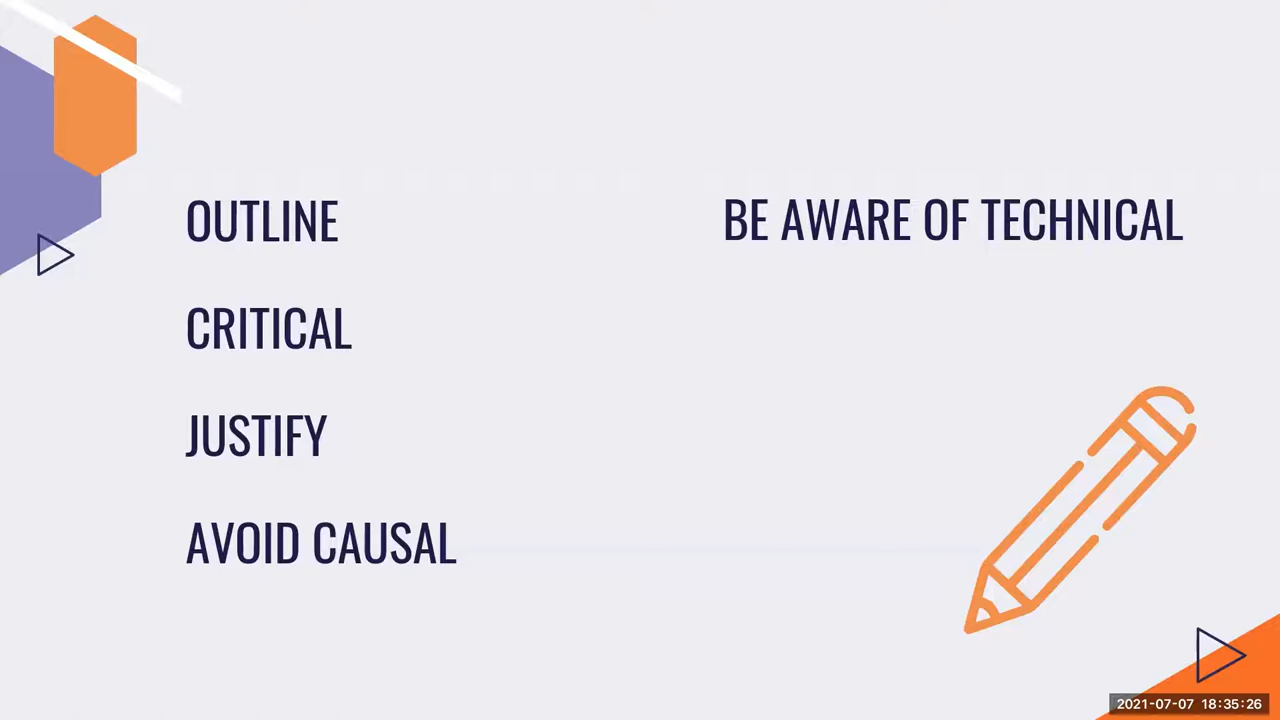 OUTLINE
CRITICAL
JUSTIFY
AVOID CAUSAL
BE AWARE OF TECHNICAL
2021-07-07 18:35:26